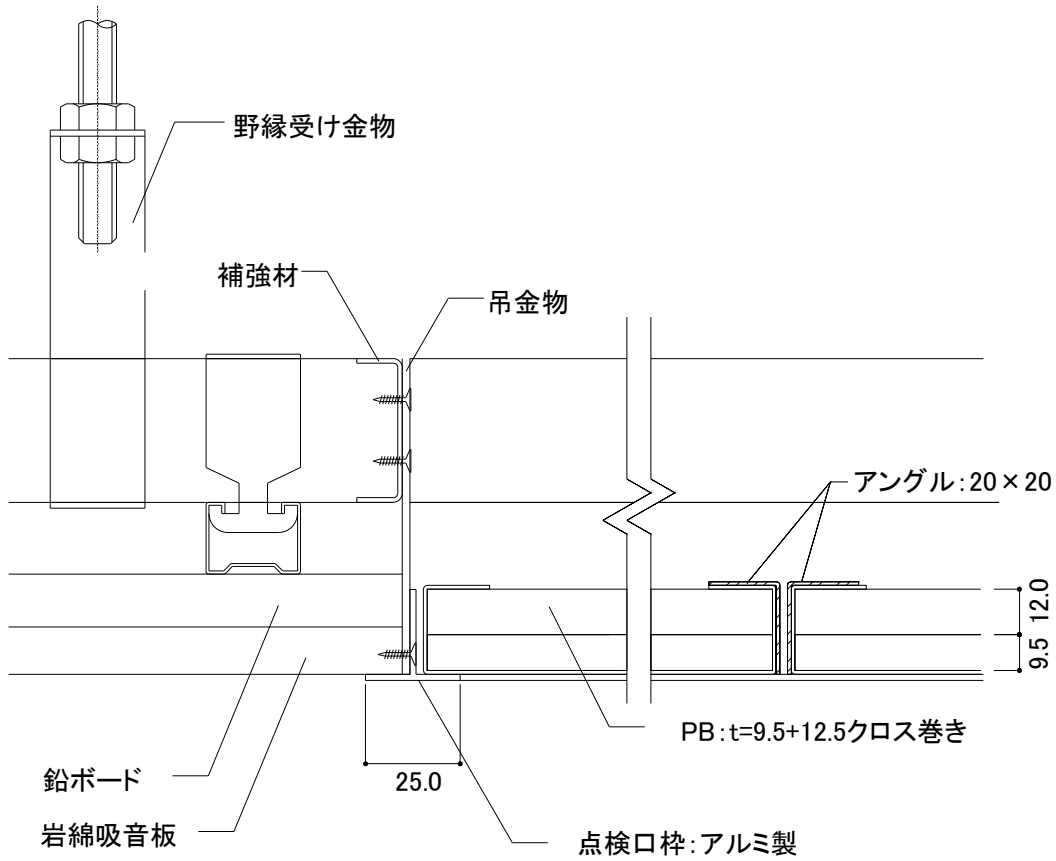 野縁受け金物
補強材
吊金物
アングル:20×20
12.0
9.5
PB:t=9.5+12.5クロス巻き
鉛ボード
25.0
岩綿吸音板
点検口枠:アルミ製